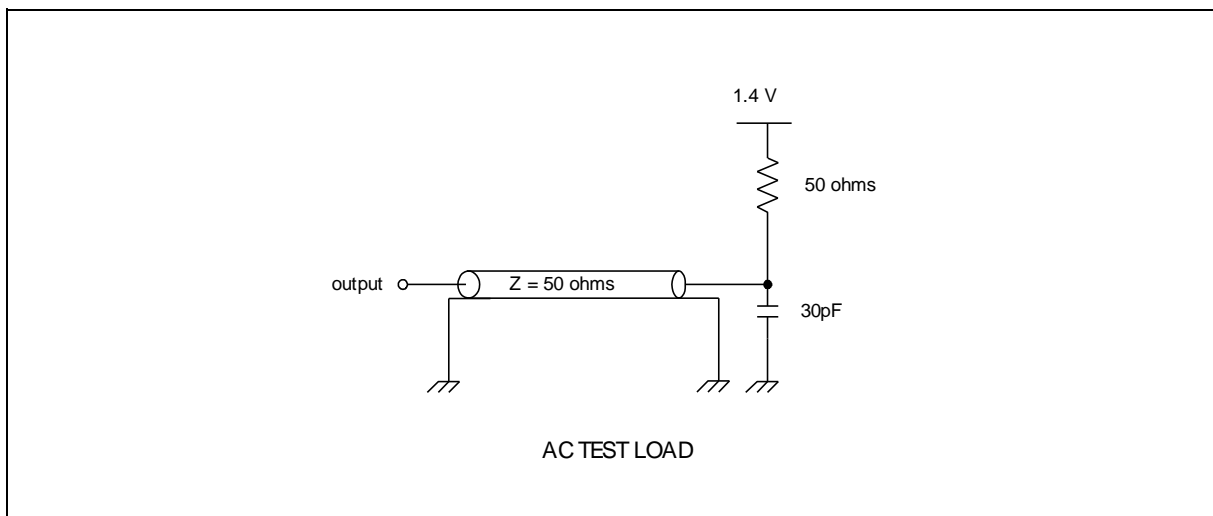 1.4 V
50 ohms
output
Z = 50 ohms
30pF
AC TEST LOAD